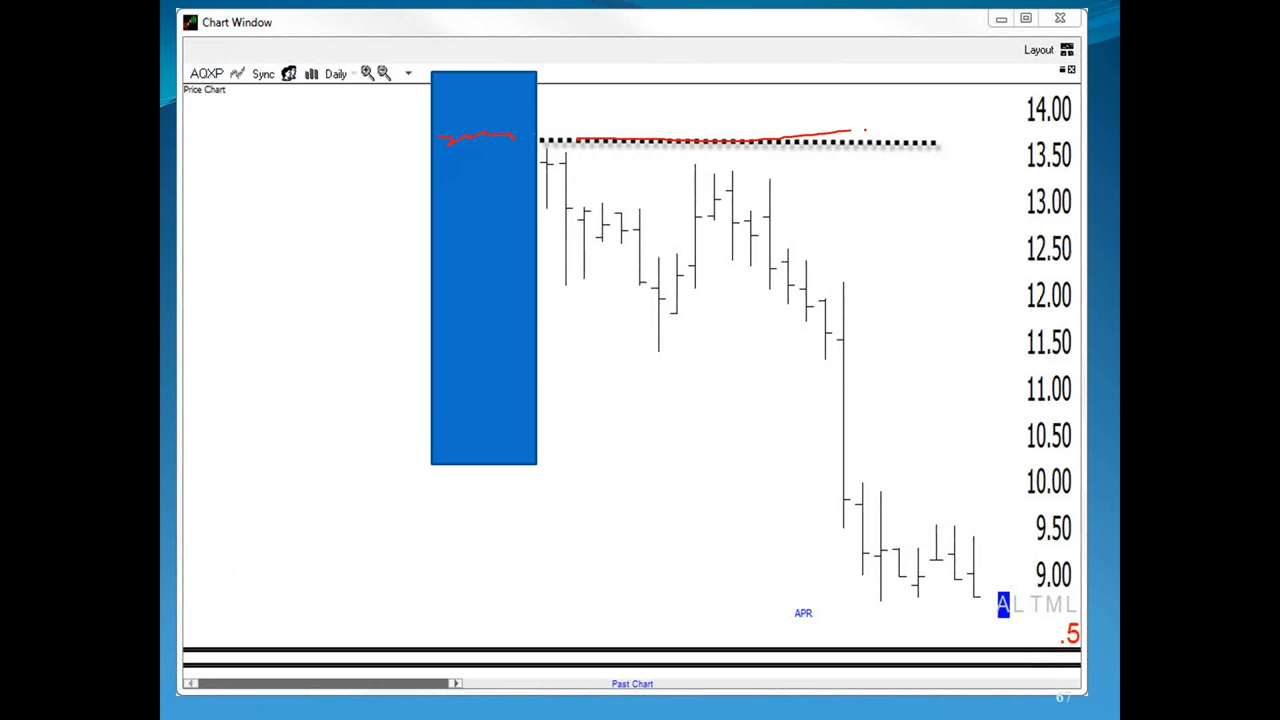 Chart Window
Layout
AQXP Sync Daily
Price Chart
14.00
13.50
13.00
12.50
12.00
11.50
11.00
10.50
10.00
9.50
9.00
ALTML
APR
.5
Past Chart
67